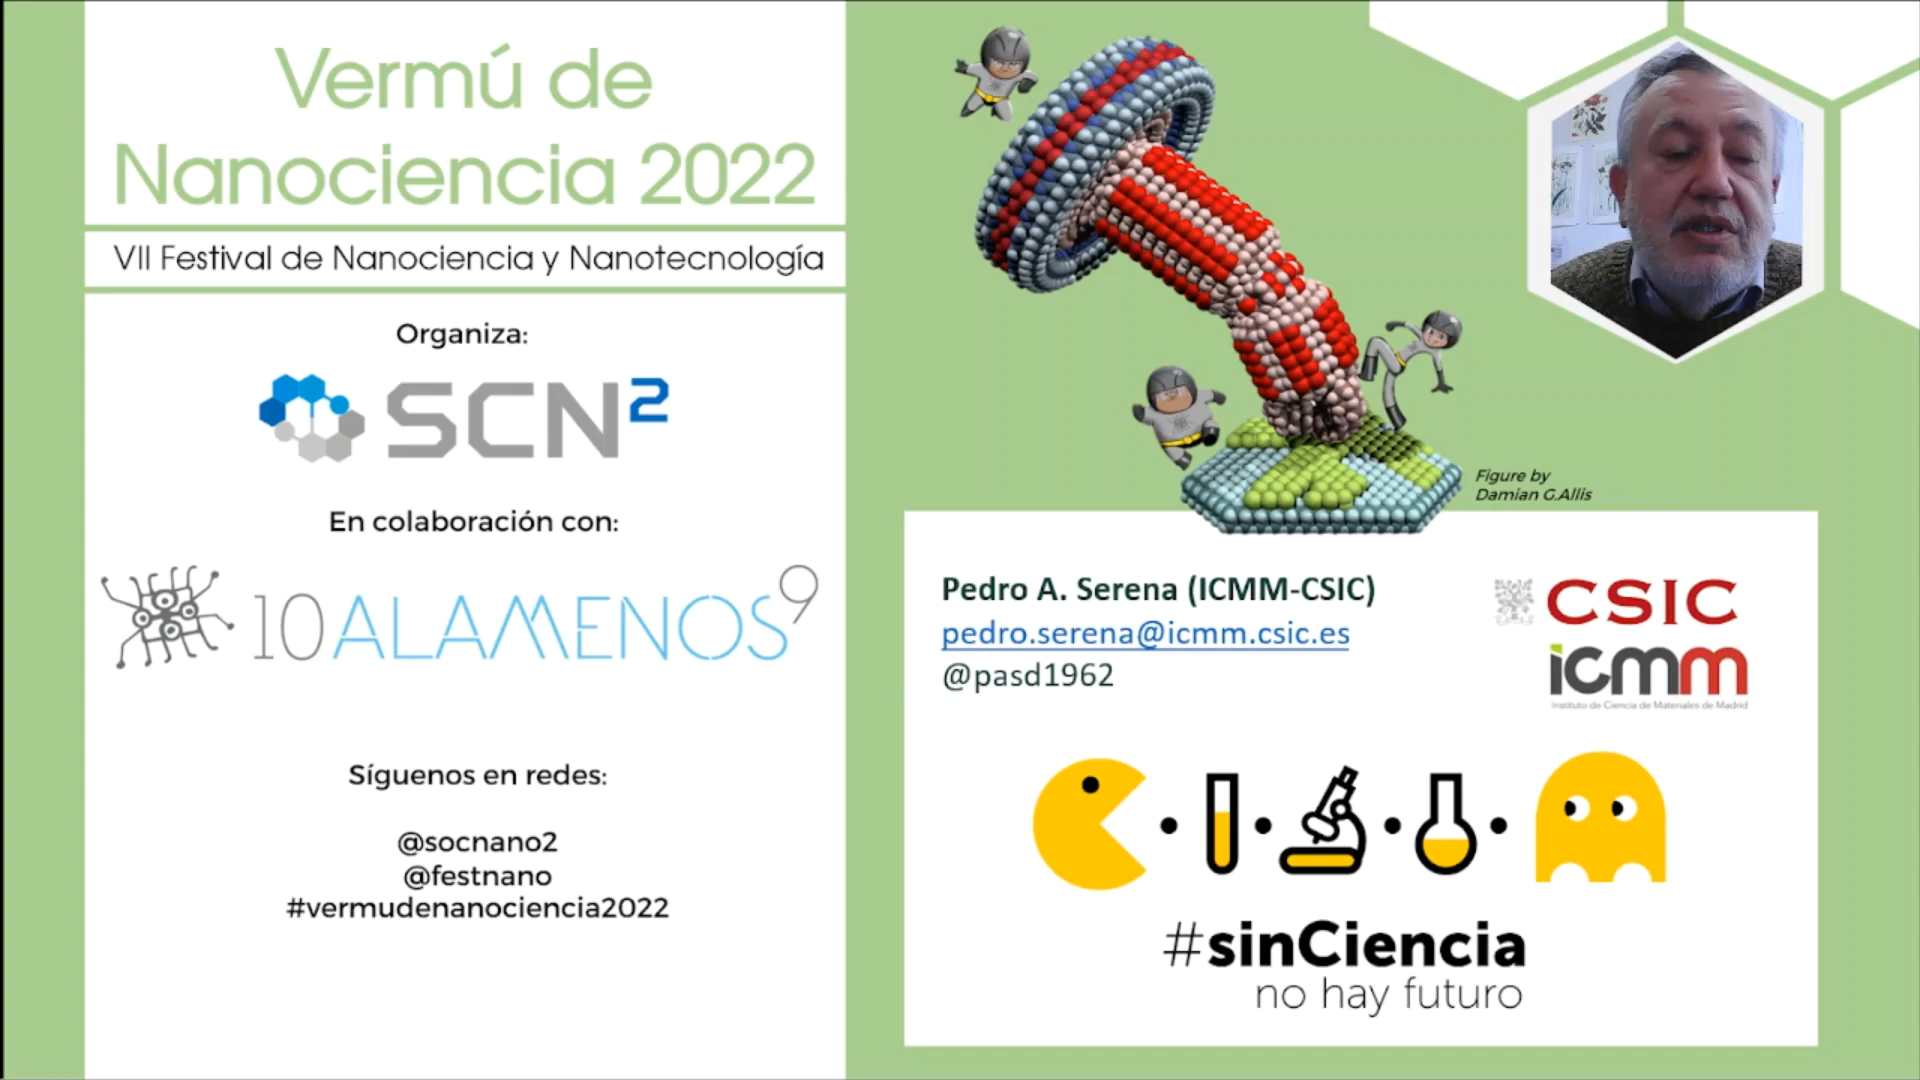 Vermú de
Nanociencia 2022
VII Festival de Nanociencia y Nanotecnología
Organiza:
SCN²
En colaboración con:
10ALAMENOS⁹
Síguenos en redes:
@socnano2
@festnano
#vermudenanociencia2022
Figure by
Damian G.Allis
Pedro A. Serena (ICMM-CSIC)
pedro.serena@icmm.csic.es
@pasd1962
CSIC
icmm
Instituto de Ciencia de Materiales de Madrid
#sinCiencia
no hay futuro